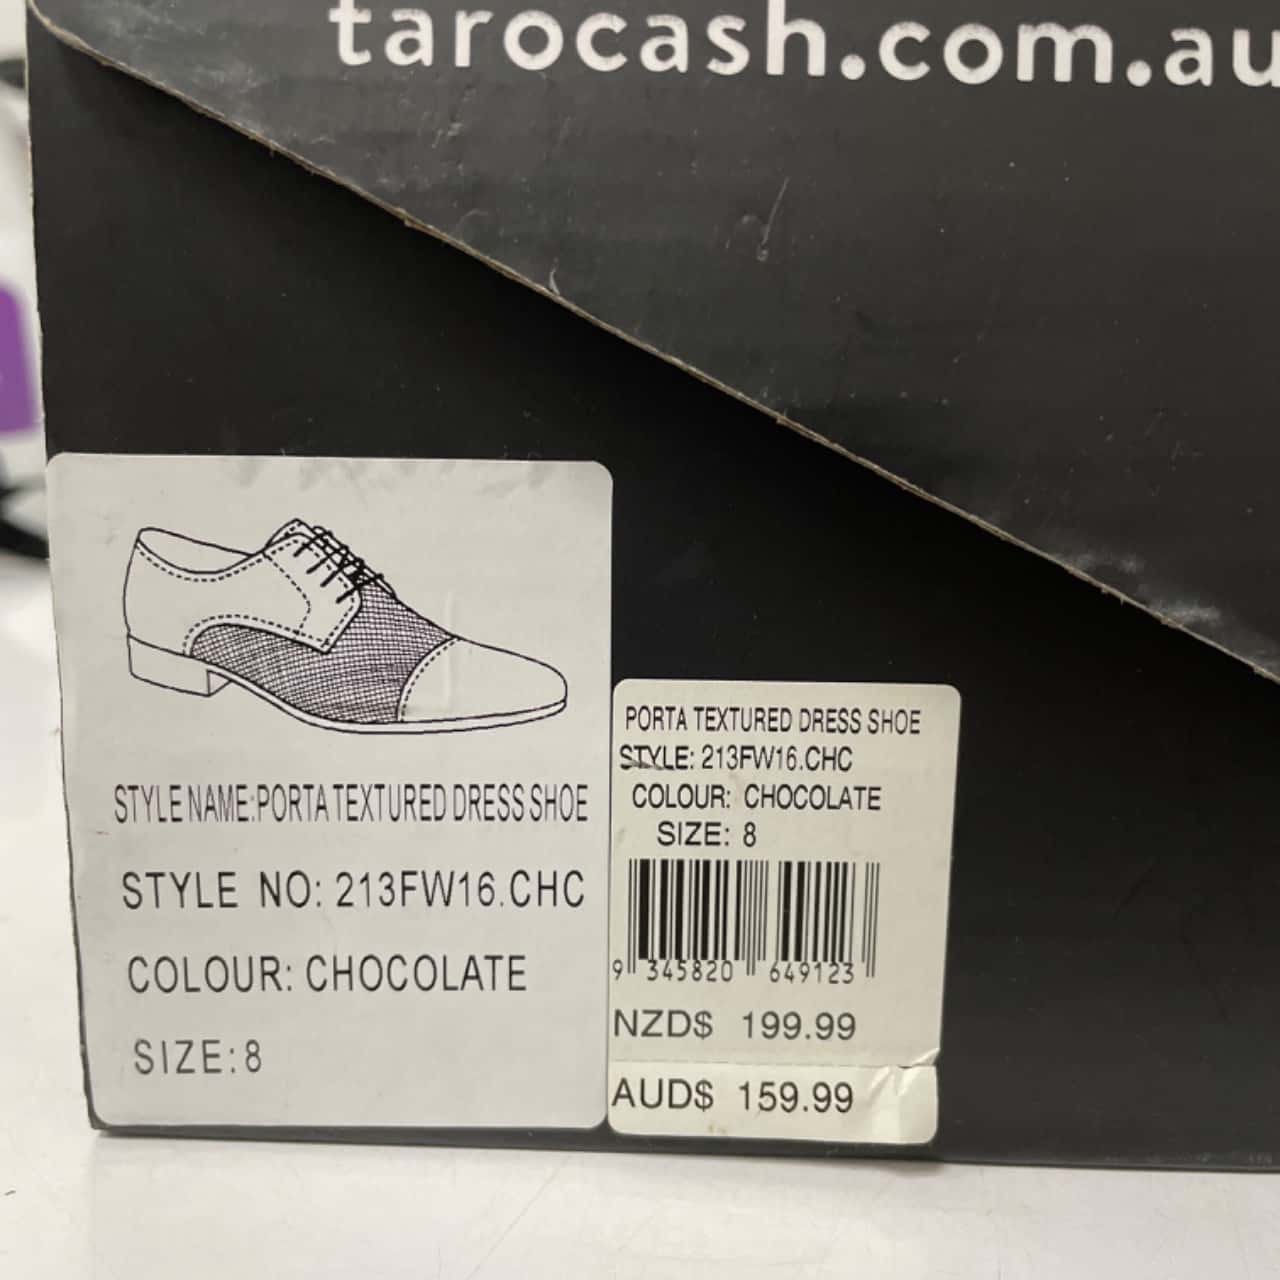 tarocash.com.au
STYLE NAME:PORTA TEXTURED DRESS SHOE
STYLE NO: 213FW16.CHC
COLOUR: CHOCOLATE
SIZE:8
PORTA TEXTURED DRESS SHOE
STYLE: 213FW16.CHC
COLOUR: CHOCOLATE
SIZE: 8
9 345820 649123
NZD$ 199.99
AUD$ 159.99